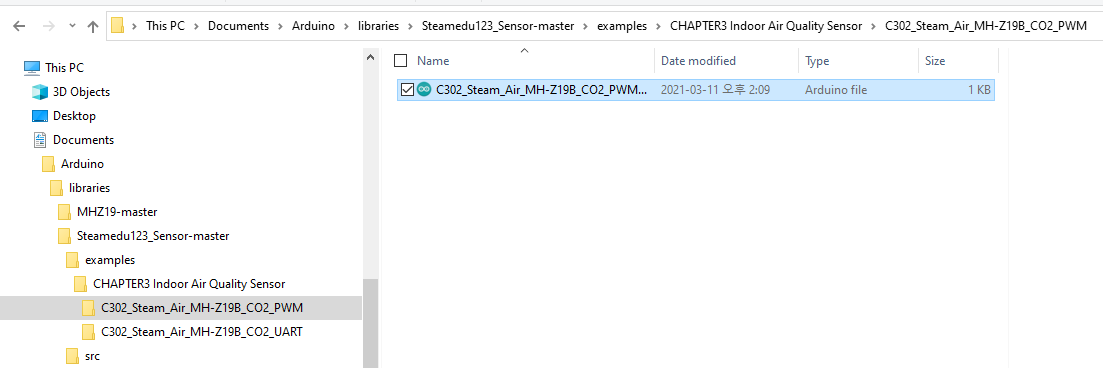 This PC > Documents > Arduino > libraries > Steamedu123_Sensor-master > examples > CHAPTER3 Indoor Air Quality Sensor > C302_Steam_Air_MH-Z19B_CO2_PWM
This PC
3D Objects
Desktop
Documents
Arduino
libraries
MHZ19-master
Steamedu123_Sensor-master
examples
CHAPTER3 Indoor Air Quality Sensor
C302_Steam_Air_MH-Z19B_CO2_PWM
C302_Steam_Air_MH-Z19B_CO2_UART
src
Name Date modified Type Size
C302_Steam_Air_MH-Z19B_CO2_PWM... 2021-03-11 오후 2:09 Arduino file 1 KB